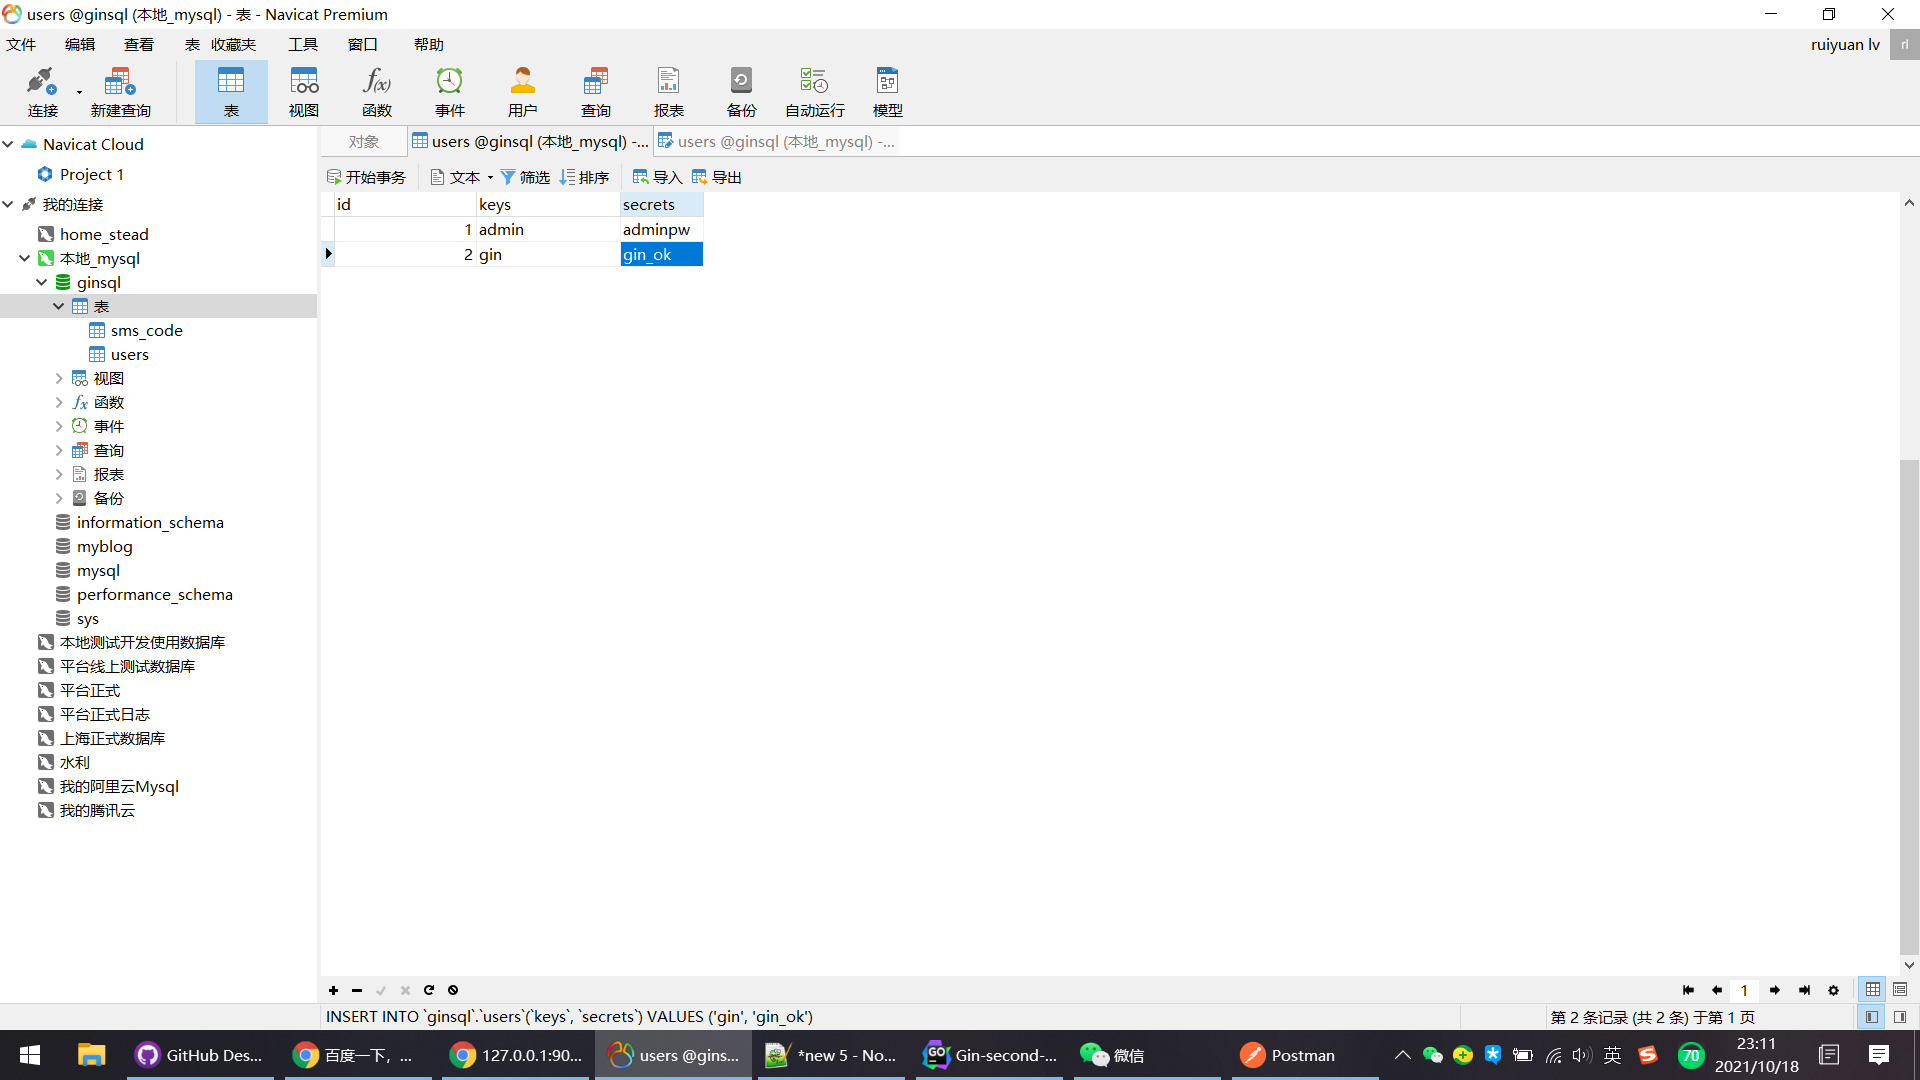 users @ginsql (本地_mysql) - 表 - Navicat Premium
文件 编辑 查看 表 收藏夹 工具 窗口 帮助 ruiyuan lv rl
连接 新建查询 表 视图 函数 事件 用户 查询 报表 备份 自动运行 模型
对象 users @ginsql (本地_mysql) -... users @ginsql (本地_mysql) -...
开始事务 文本 筛选 排序 导入 导出
id keys secrets
1 admin adminpw
2 gin gin_ok
Navicat Cloud
Project 1
我的连接
home_stead
本地_mysql
ginsql
表
sms_code
users
视图
函数
事件
查询
报表
备份
information_schema
myblog
mysql
performance_schema
sys
本地测试开发使用数据库
平台线上测试数据库
平台正式
平台正式日志
上海正式数据库
水利
我的阿里云Mysql
我的腾讯云
1
INSERT INTO `ginsql`.`users`(`keys`, `secrets`) VALUES ('gin', 'gin_ok') 第 2 条记录 (共 2 条) 于第 1 页
GitHub Des... 百度一下，... 127.0.0.1:90... users @gins... *new 5 - No... Gin-second-... 微信 Postman 英 70 23:11
2021/10/18